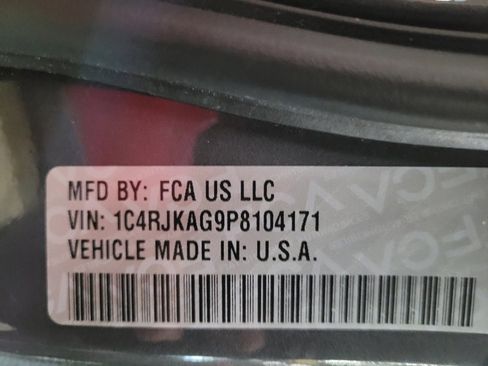 MFD BY: FCA US LLC
VIN: 1C4RJKAG9P8104171
VEHICLE MADE IN: U.S.A.